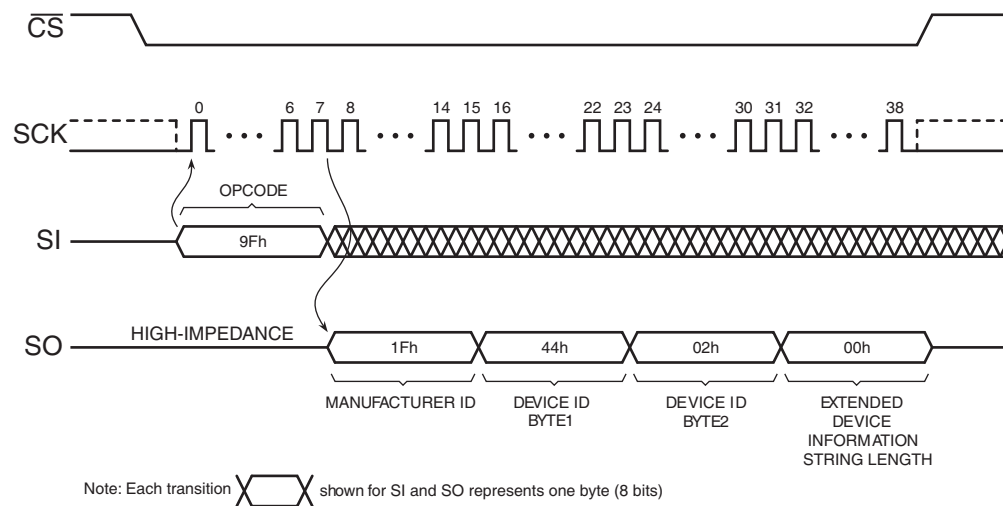 CS
SCK
0 6 7 8 14 15 16 22 23 24 30 31 32 38
OPCODE
SI
9Fh
HIGH-IMPEDANCE
SO
1Fh 44h 02h 00h
MANUFACTURER ID
DEVICE ID
BYTE1
DEVICE ID
BYTE2
EXTENDED
DEVICE
INFORMATION
STRING LENGTH
Note: Each transition shown for SI and SO represents one byte (8 bits)